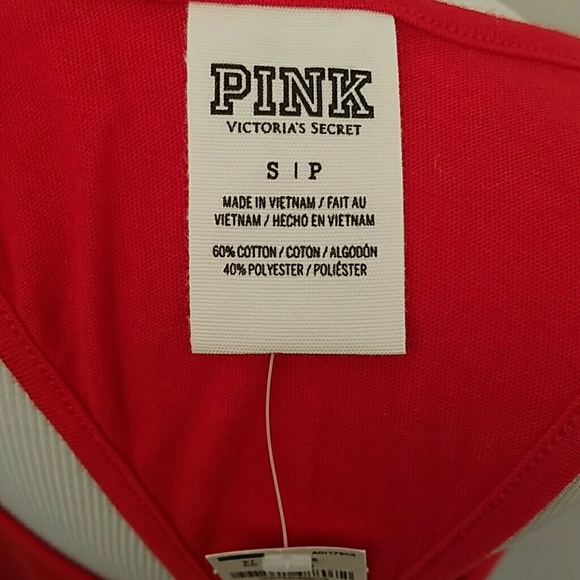 PINK
VICTORIA'S SECRET
S | P
MADE IN VIETNAM / FAIT AU
VIETNAM / HECHO EN VIETNAM
60% COTTON / COTON / ALGODÓN
40% POLYESTER / POLIÉSTER